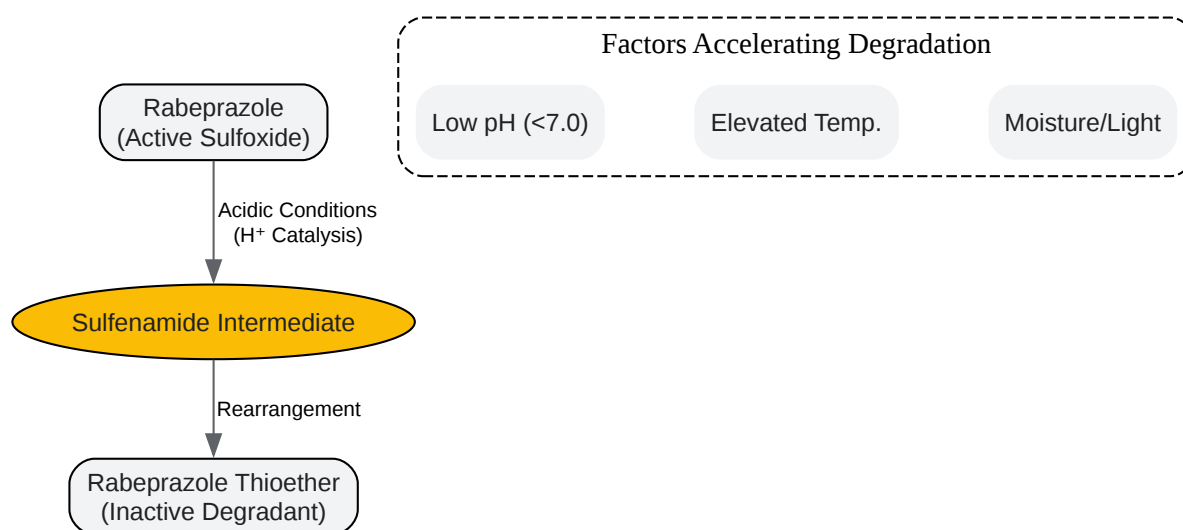 Factors Accelerating Degradation
Rabeprazole
(Active Sulfoxide)
Low pH (<7.0)
Elevated Temp.
Moisture/Light
Acidic Conditions
(H⁺ Catalysis)
Sulfenamide Intermediate
Rearrangement
Rabeprazole Thioether
(Inactive Degradant)